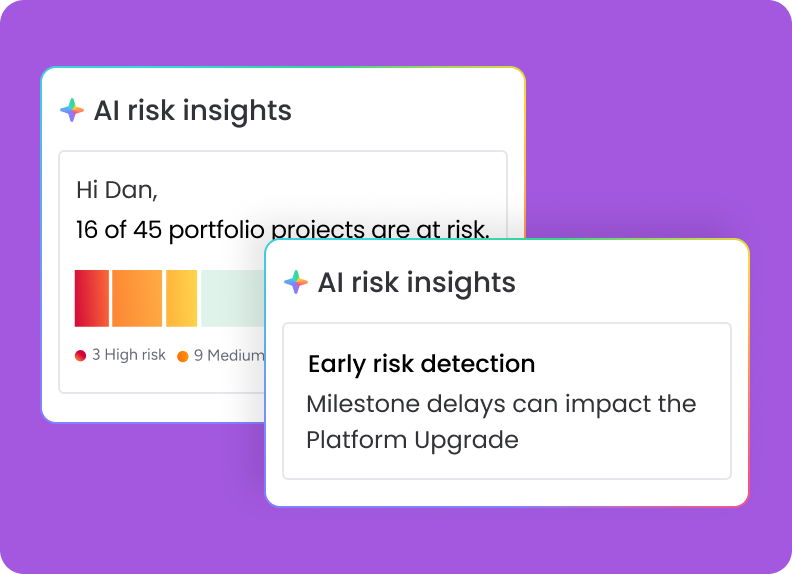 AI risk insights
Hi Dan,
16 of 45 portfolio projects are at risk.
3 High risk 9 Medium
AI risk insights
Early risk detection
Milestone delays can impact the
Platform Upgrade